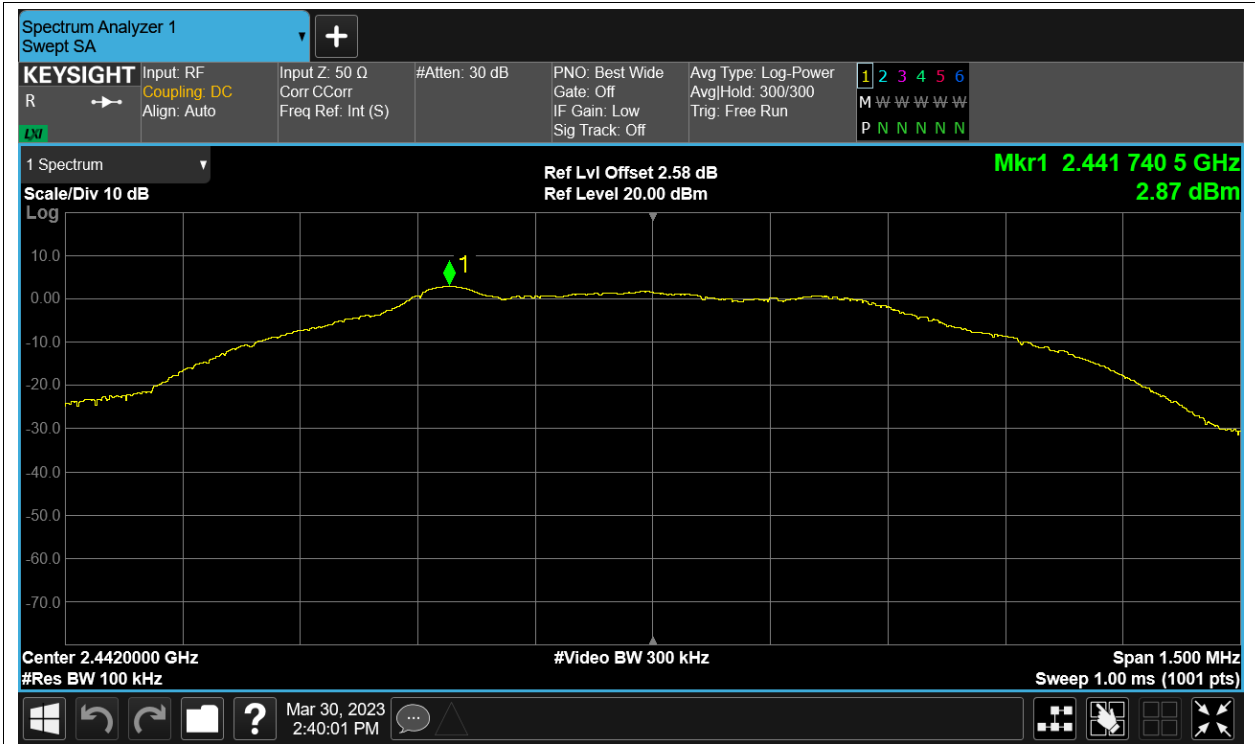 Spectrum Analyzer 1
Swept SA
KEYSIGHT
R
LXI
Input: RF
Coupling: DC
Align: Auto
Input Z: 50 Ω
Corr CCorr
Freq Ref: Int (S)
#Atten: 30 dB
PNO: Best Wide
Gate: Off
IF Gain: Low
Sig Track: Off
Avg Type: Log-Power
Avg|Hold: 300/300
Trig: Free Run
1 2 3 4 5 6
M W W W W W
P N N N N N
1 Spectrum
Scale/Div 10 dB
Log
Ref Lvl Offset 2.58 dB
Ref Level 20.00 dBm
Mkr1 2.441 740 5 GHz
2.87 dBm
1
10.0
0.00
-10.0
-20.0
-30.0
-40.0
-50.0
-60.0
-70.0
Center 2.4420000 GHz
#Res BW 100 kHz
#Video BW 300 kHz
Span 1.500 MHz
Sweep 1.00 ms (1001 pts)
?
Mar 30, 2023
2:40:01 PM